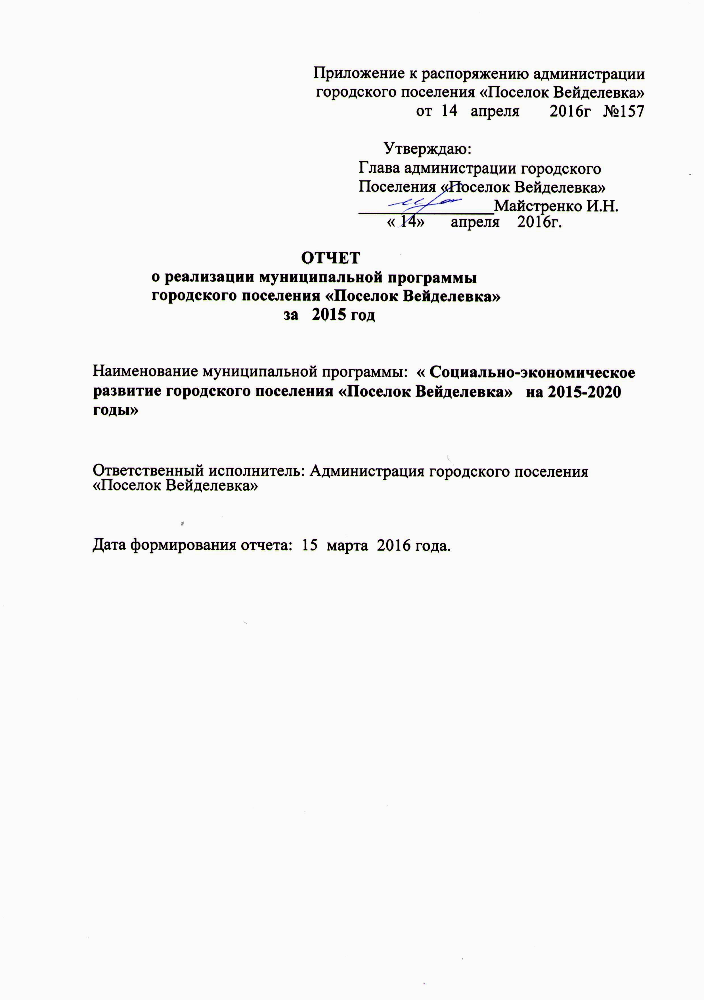 Приложение к распоряжению администрации
городского поселения «Поселок Вейделевка»
от 14 апреля 2016г №157
Утверждаю:
Глава администрации городского
Поселения «Поселок Вейделевка»
_______________Майстренко И.Н.
« 14» апреля 2016г.
ОТЧЕТ
о реализации муниципальной программы
городского поселения «Поселок Вейделевка»
за 2015 год
Наименование муниципальной программы: « Социально-экономическое
развитие городского поселения «Поселок Вейделевка» на 2015-2020
годы»
Ответственный исполнитель: Администрация городского поселения
«Поселок Вейделевка»
Дата формирования отчета: 15 марта 2016 года.